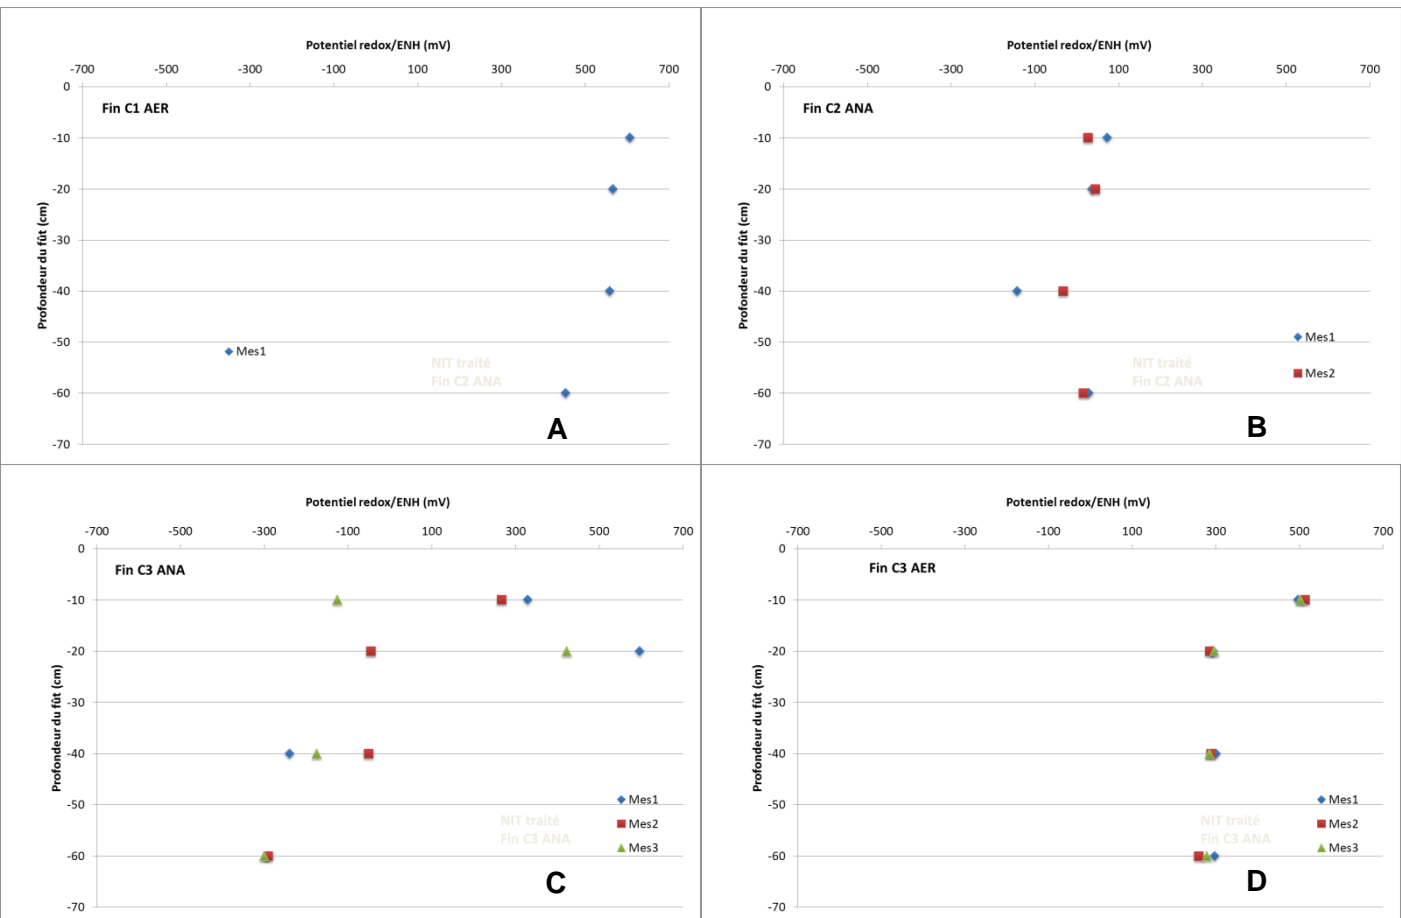 Potentiel redox/ENH (mV)
-700 -500 -300 -100 100 300 500 700
0
Fin C1 AER
-10
-20
-30
-40
-50
-60
-70
Profondeur du fût (cm)
Mes1
NIT traité
Fin C2 ANA
A
Potentiel redox/ENH (mV)
-700 -500 -300 -100 100 300 500 700
0
Fin C2 ANA
-10
-20
-30
-40
-50
-60
-70
Profondeur du fût (cm)
Mes1
Mes2
NIT traité
Fin C2 ANA
B
Potentiel redox/ENH (mV)
-700 -500 -300 -100 100 300 500 700
0
Fin C3 ANA
-10
-20
-30
-40
-50
-60
-70
Profondeur du fût (cm)
Mes1
Mes2
Mes3
NIT traité
Fin C3 ANA
C
Potentiel redox/ENH (mV)
-700 -500 -300 -100 100 300 500 700
0
Fin C3 AER
-10
-20
-30
-40
-50
-60
-70
Profondeur du fût (cm)
Mes1
Mes2
Mes3
NIT traité
Fin C3 ANA
D